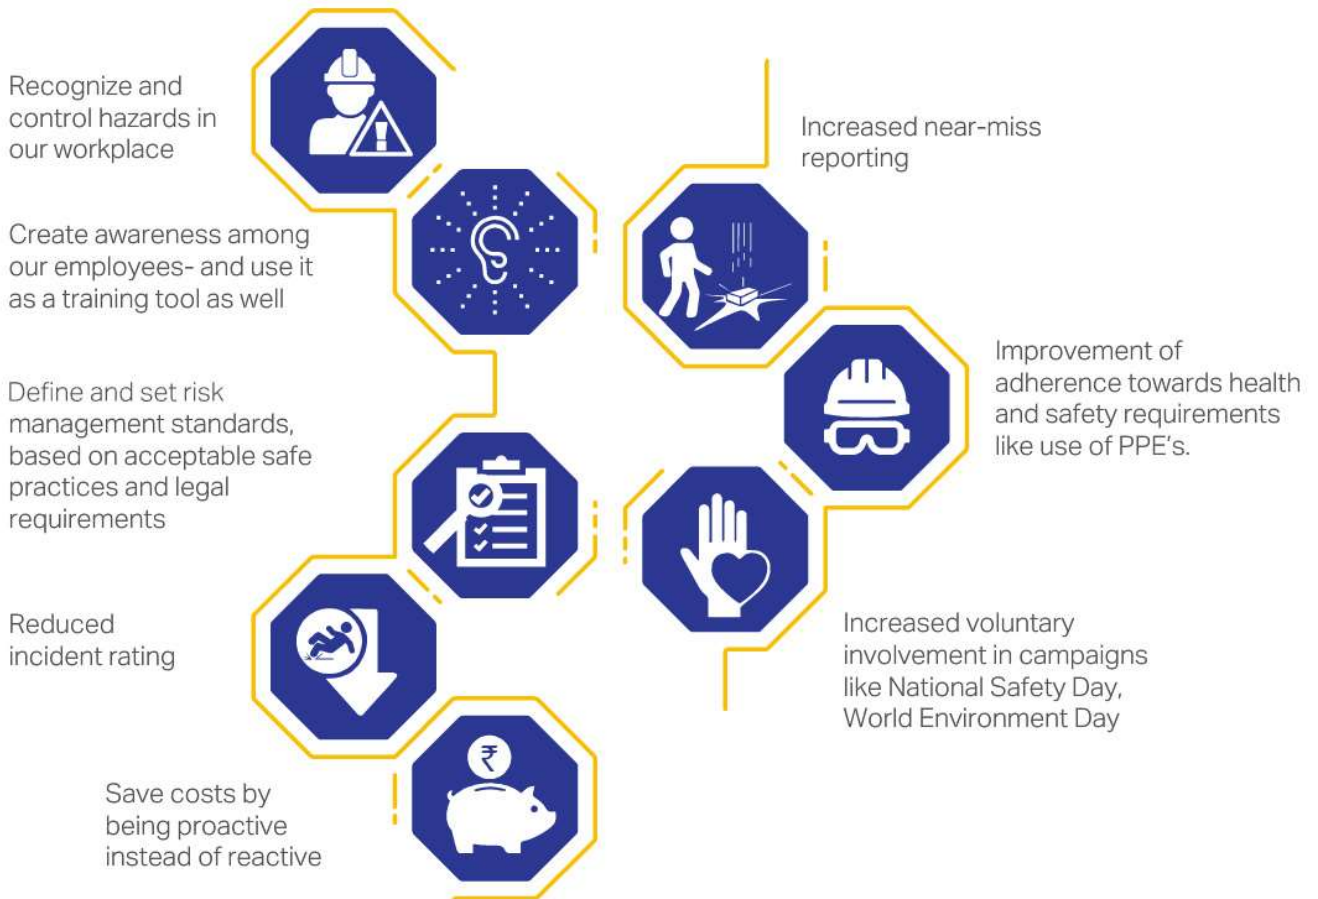 Recognize and
control hazards in
our workplace
Create awareness among
our employees- and use it
as a training tool as well
Define and set risk
management standards,
based on acceptable safe
practices and legal
requirements
Reduced
incident rating
₹
Save costs by
being proactive
instead of reactive
Increased near-miss
reporting
Improvement of
adherence towards health
and safety requirements
like use of PPE's.
Increased voluntary
involvement in campaigns
like National Safety Day,
World Environment Day